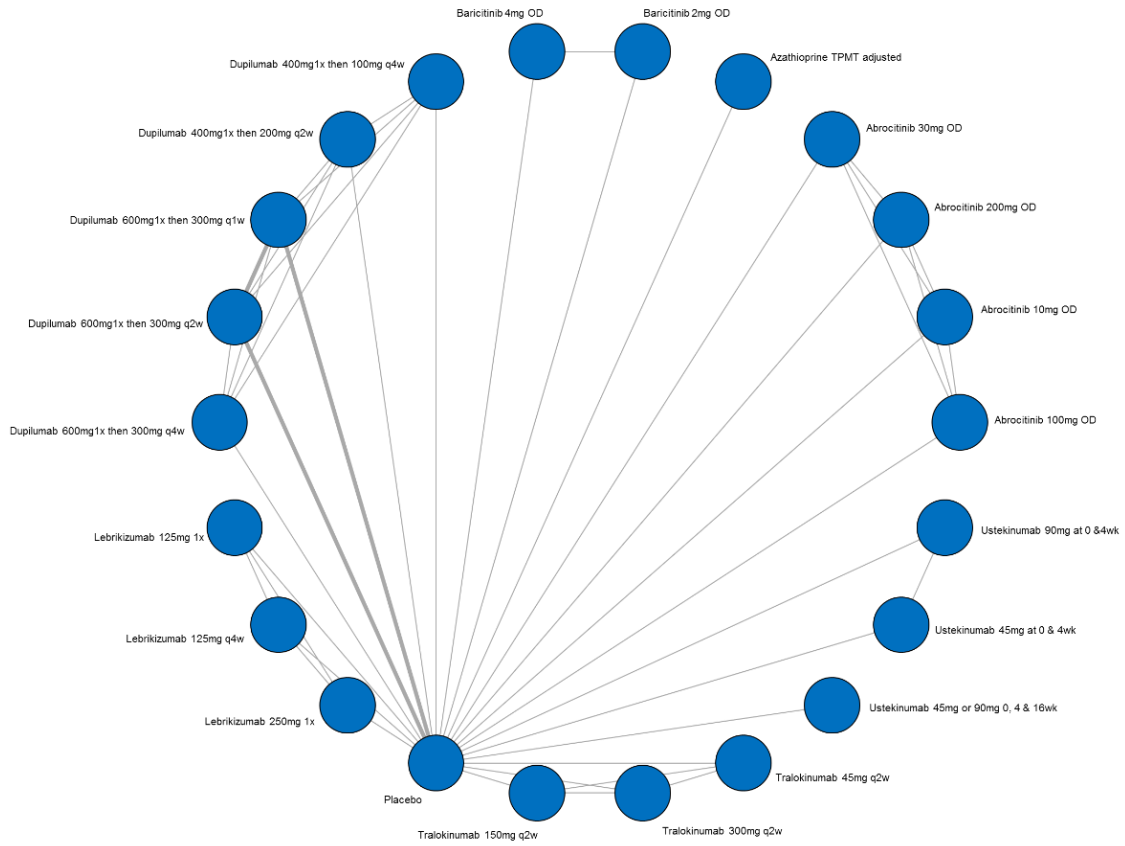 Baricitinib 4mg OD
Baricitinib 2mg OD
Dupilumab 400mg1x then 100mg q4w
Azathioprine TPMT adjusted
Dupilumab 400mg1x then 200mg q2w
Abrocitinib 30mg OD
Dupilumab 600mg1x then 300mg q1w
Abrocitinib 200mg OD
Dupilumab 600mg1x then 300mg q2w
Abrocitinib 10mg OD
Dupilumab 600mg1x then 300mg q4w
Abrocitinib 100mg OD
Lebrikizumab 125mg 1x
Ustekinumab 90mg at 0 &4wk
Lebrikizumab 125mg q4w
Ustekinumab 45mg at 0 & 4wk
Lebrikizumab 250mg 1x
Ustekinumab 45mg or 90mg 0, 4 & 16wk
Placebo
Tralokinumab 45mg q2w
Tralokinumab 150mg q2w
Tralokinumab 300mg q2w